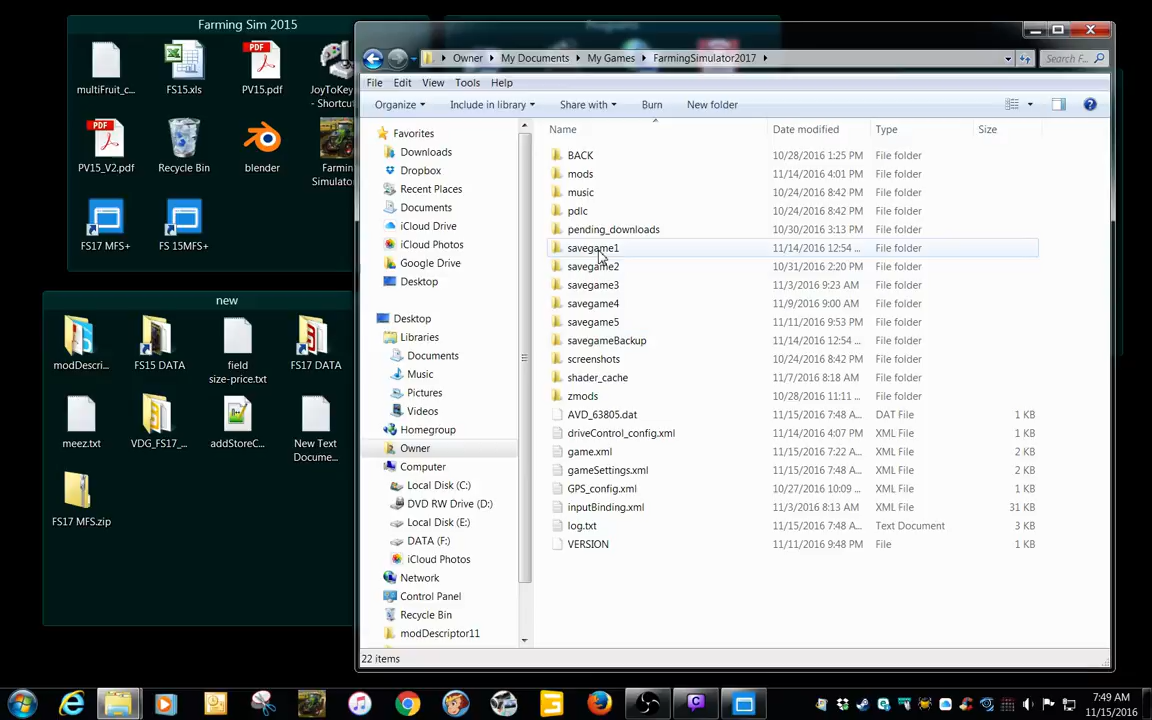 Farming Sim 2015
multiFruit_c...
FS15.xls
PV15.pdf
JoyToKey
- Shortcut
PV15_V2.pdf
Recycle Bin
blender
Farming
Simulator
FS17 MFS+
FS 15MFS+
new
modDescri...
FS15 DATA
field
size-price.txt
FS17 DATA
meez.txt
VDG_FS17_...
addStoreC...
New Text
Docume...
FS17 MFS.zip
Owner
My Documents
My Games
FarmingSimulator2017
Search F...
File Edit View Tools Help
Organize Include in library Share with Burn New folder
Favorites
Downloads
Dropbox
Recent Places
Documents
iCloud Drive
iCloud Photos
Google Drive
Desktop
Desktop
Libraries
Documents
Music
Pictures
Videos
Homegroup
Owner
Computer
Local Disk (C:)
DVD RW Drive (D:)
Local Disk (E:)
DATA (F:)
iCloud Photos
Network
Control Panel
Recycle Bin
modDescriptor11
Name Date modified Type Size
BACK 10/28/2016 1:25 PM File folder
mods 11/14/2016 4:01 PM File folder
music 10/24/2016 8:42 PM File folder
pdlc 10/24/2016 8:42 PM File folder
pending_downloads 10/30/2016 3:13 PM File folder
savegame1 11/14/2016 12:54 ... File folder
savegame2 10/31/2016 2:20 PM File folder
savegame3 11/3/2016 9:23 AM File folder
savegame4 11/9/2016 9:00 AM File folder
savegame5 11/11/2016 9:53 PM File folder
savegameBackup 11/14/2016 12:54 ... File folder
screenshots 10/24/2016 8:42 PM File folder
shader_cache 11/7/2016 8:18 AM File folder
zmods 10/28/2016 11:11 ... File folder
AVD_63805.dat 11/15/2016 7:48 A... DAT File 1 KB
driveControl_config.xml 11/14/2016 4:07 PM XML File 1 KB
game.xml 11/15/2016 7:22 A... XML File 2 KB
gameSettings.xml 11/15/2016 7:48 A... XML File 2 KB
GPS_config.xml 10/27/2016 10:09 ... XML File 1 KB
inputBinding.xml 11/3/2016 8:13 AM XML File 31 KB
log.txt 11/15/2016 7:48 A... Text Document 3 KB
VERSION 11/11/2016 9:48 PM File 1 KB
22 items
7:49 AM
11/15/2016